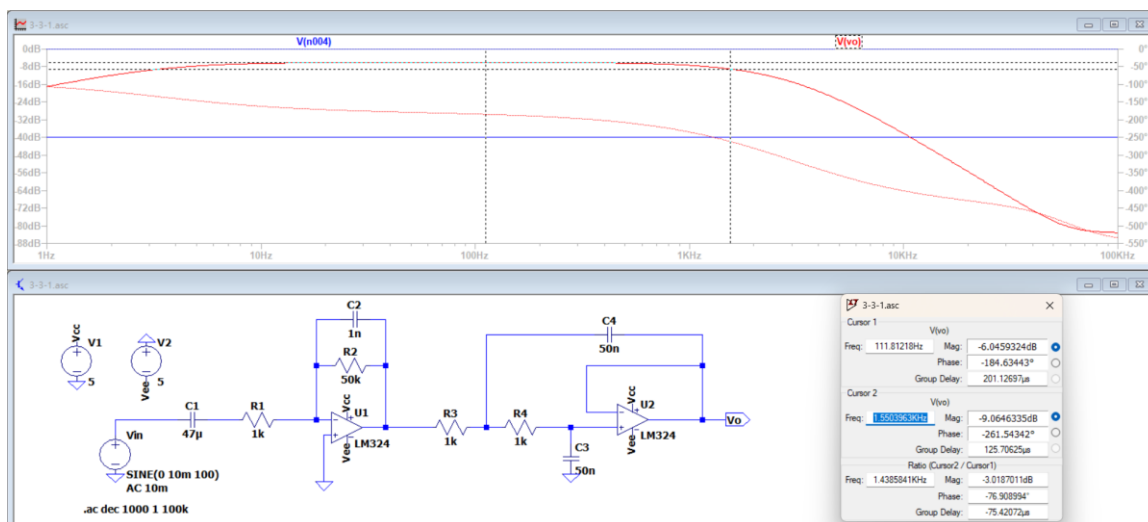 3-3-1.asc
V(n004) V(vo)
0dB 0°
-8dB -50°
-16dB -100°
-24dB -150°
-32dB -200°
-40dB -250°
-48dB -300°
-56dB -350°
-64dB -400°
-72dB -450°
-80dB -500°
-88dB -550°
1Hz 10Hz 100Hz 1KHz 10KHz 100KHz
3-3-1.asc
C2
1n
R2
50k
C4
50n
Vcc V1 5
V2 Vee 5
C1
47µ
R1
1k
Vcc
U1
LM324
Vee
R3
1k
R4
1k
C3
50n
Vcc
U2
LM324
Vee
Vo
Vin
SINE(0 10m 100)
AC 10m
.ac dec 1000 1 100k
3-3-1.asc
Cursor 1
V(vo)
Freq: 111.81218Hz Mag: -6.0459324dB
Phase: -184.63443°
Group Delay: 201.12697µs
Cursor 2
V(vo)
Freq: 1.5503963KHz Mag: -9.0646335dB
Phase: -261.54342°
Group Delay: 125.70625µs
Ratio (Cursor2 / Cursor1)
Freq: 1.4385841KHz Mag: -3.0187011dB
Phase: -76.908994°
Group Delay: -75.42072µs